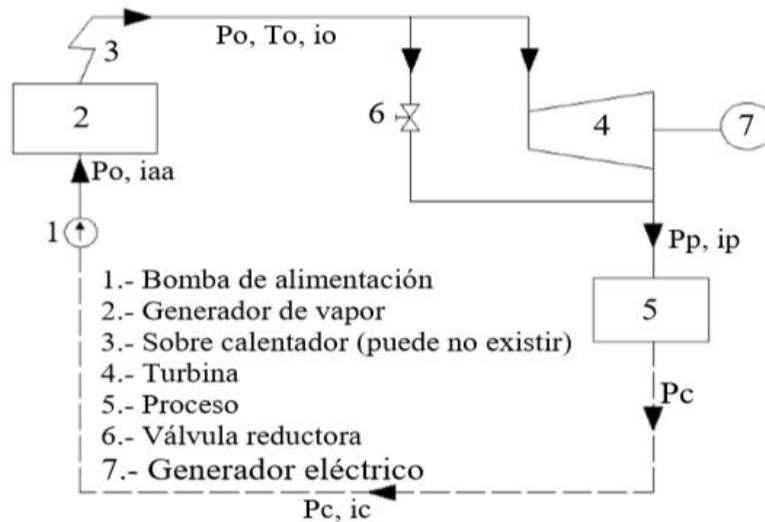 Po, To, io
3
2
6
4
7
Po, iaa
1
Pp, ip
1.- Bomba de alimentación
2.- Generador de vapor
3.- Sobre calentador (puede no existir)
4.- Turbina
5.- Proceso
6.- Válvula reductora
7.- Generador eléctrico
5
Pc
Pc, ic